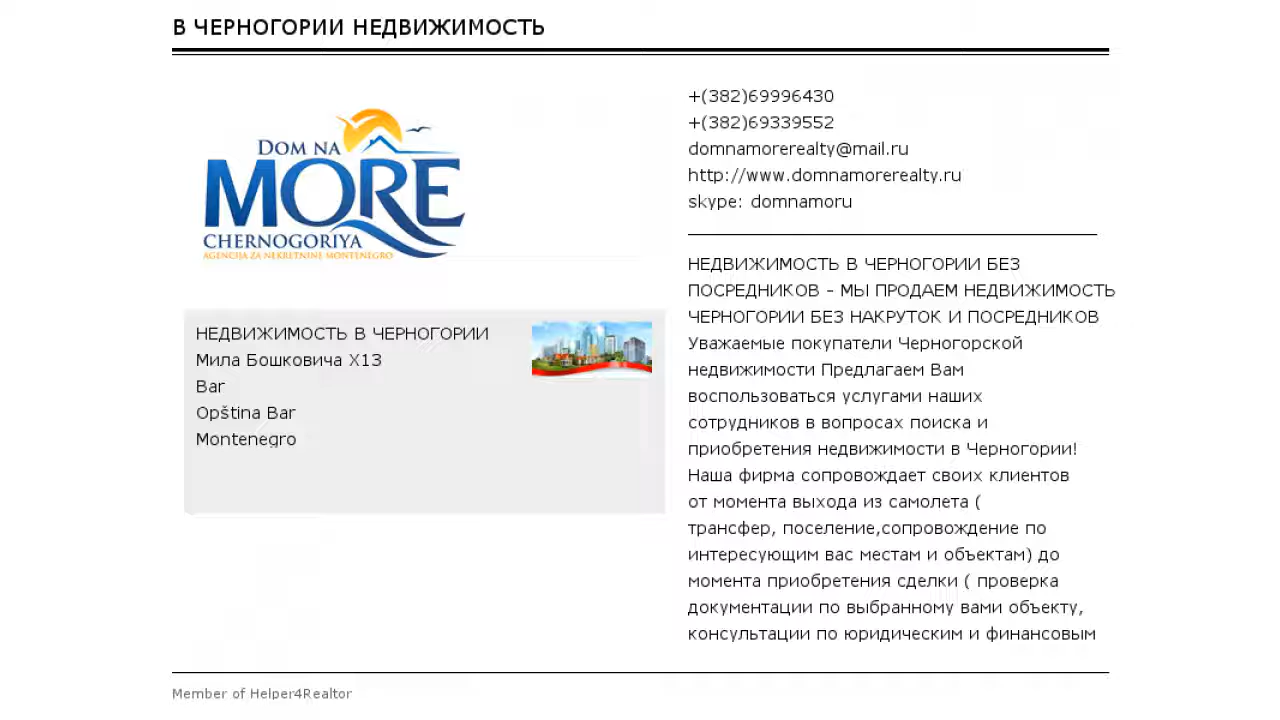 В ЧЕРНОГОРИИ НЕДВИЖИМОСТЬ
DOM NA
MORE
CHERNOGORIYA
AGENCIJA ZA NEKRETNINE MONTENEGRO
НЕДВИЖИМОСТЬ В ЧЕРНОГОРИИ
Мила Бошковича X13
Bar
Opština Bar
Montenegro
+(382)69996430
+(382)69339552
domnamorerealty@mail.ru
http://www.domnamorerealty.ru
skype: domnamoru
НЕДВИЖИМОСТЬ В ЧЕРНОГОРИИ БЕЗ
ПОСРЕДНИКОВ - МЫ ПРОДАЕМ НЕДВИЖИМОСТЬ
ЧЕРНОГОРИИ БЕЗ НАКРУТОК И ПОСРЕДНИКОВ
Уважаемые покупатели Черногорской
недвижимости Предлагаем Вам
воспользоваться услугами наших
сотрудников в вопросах поиска и
приобретения недвижимости в Черногории!
Наша фирма сопровождает своих клиентов
от момента выхода из самолета (
трансфер, поселение,сопровождение по
интересующим вас местам и объектам) до
момента приобретения сделки ( проверка
документации по выбранному вами объекту,
консультации по юридическим и финансовым
Member of Helper4Realtor